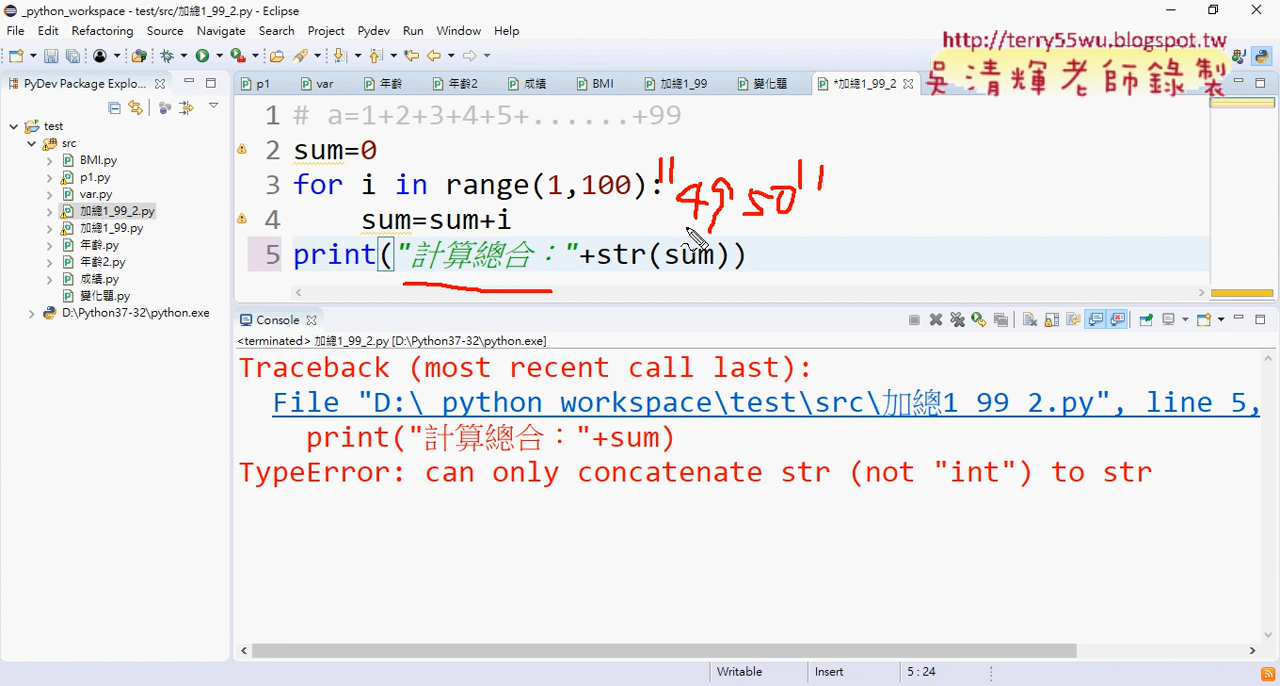 _python_workspace - test/src/加總1_99_2.py - Eclipse
File Edit Refactoring Source Navigate Search Project Pydev Run Window Help
http://terry55wu.blogspot.tw
吳清輝老師錄製
PyDev Package Explo...
p1 var 年齡 年齡2 成績 BMI 加總1_99 變化題 *加總1_99_2
test
src
BMI.py
p1.py
var.py
加總1_99_2.py
加總1_99.py
年齡.py
年齡2.py
成績.py
變化題.py
D:\Python37-32\python.exe
1 # a=1+2+3+4+5+......+99
2 sum=0
3 for i in range(1,100):
"4950"
4 sum=sum+i
5 print("計算總合："+str(sum))
Console
<terminated> 加總1_99_2.py [D:\Python37-32\python.exe]
Traceback (most recent call last):
File "D:\_python_workspace\test\src\加總1_99_2.py", line 5,
print("計算總合："+sum)
TypeError: can only concatenate str (not "int") to str
Writable Insert 5 : 24